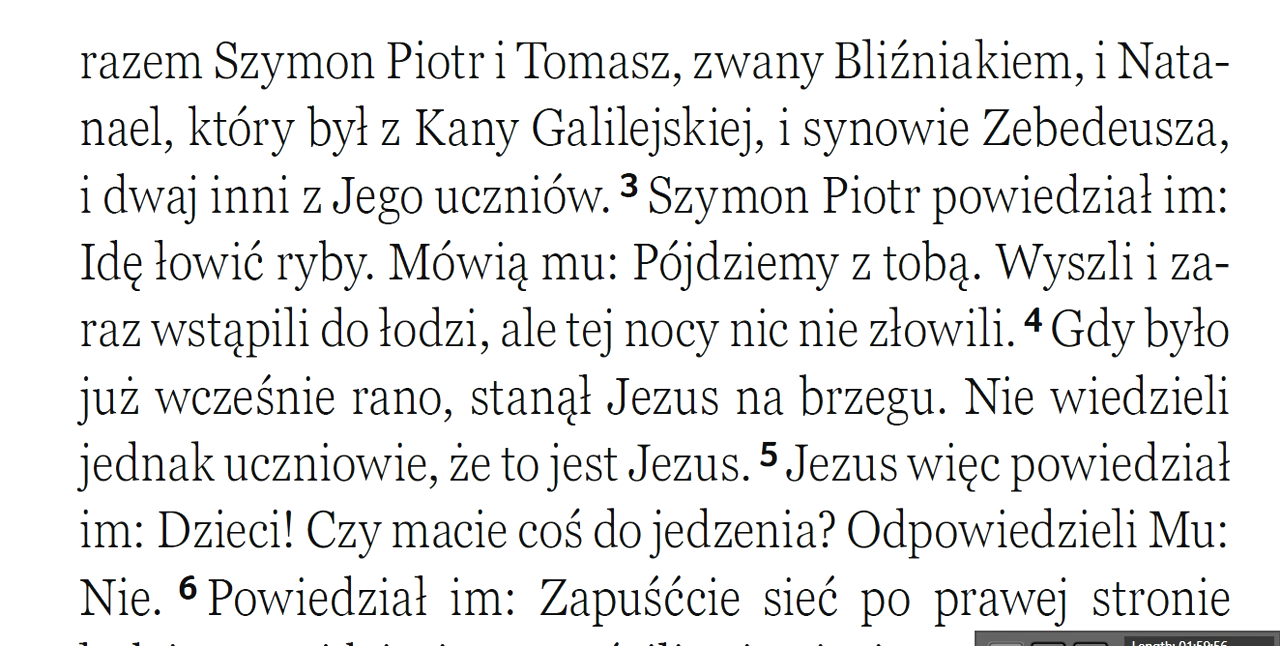 razem Szymon Piotr i Tomasz, zwany Bliźniakiem, i Nata-
nael, który był z Kany Galilejskiej, i synowie Zebedeusza,
i dwaj inni z Jego uczniów. 3 Szymon Piotr powiedział im:
Idę łowić ryby. Mówią mu: Pójdziemy z tobą. Wyszli i za-
raz wstąpili do łodzi, ale tej nocy nic nie złowili. 4 Gdy było
już wcześnie rano, stanął Jezus na brzegu. Nie wiedzieli
jednak uczniowie, że to jest Jezus. 5 Jezus więc powiedział
im: Dzieci! Czy macie coś do jedzenia? Odpowiedzieli Mu:
Nie. 6 Powiedział im: Zapuśćcie sieć po prawej stronie
Length: 01:59:56